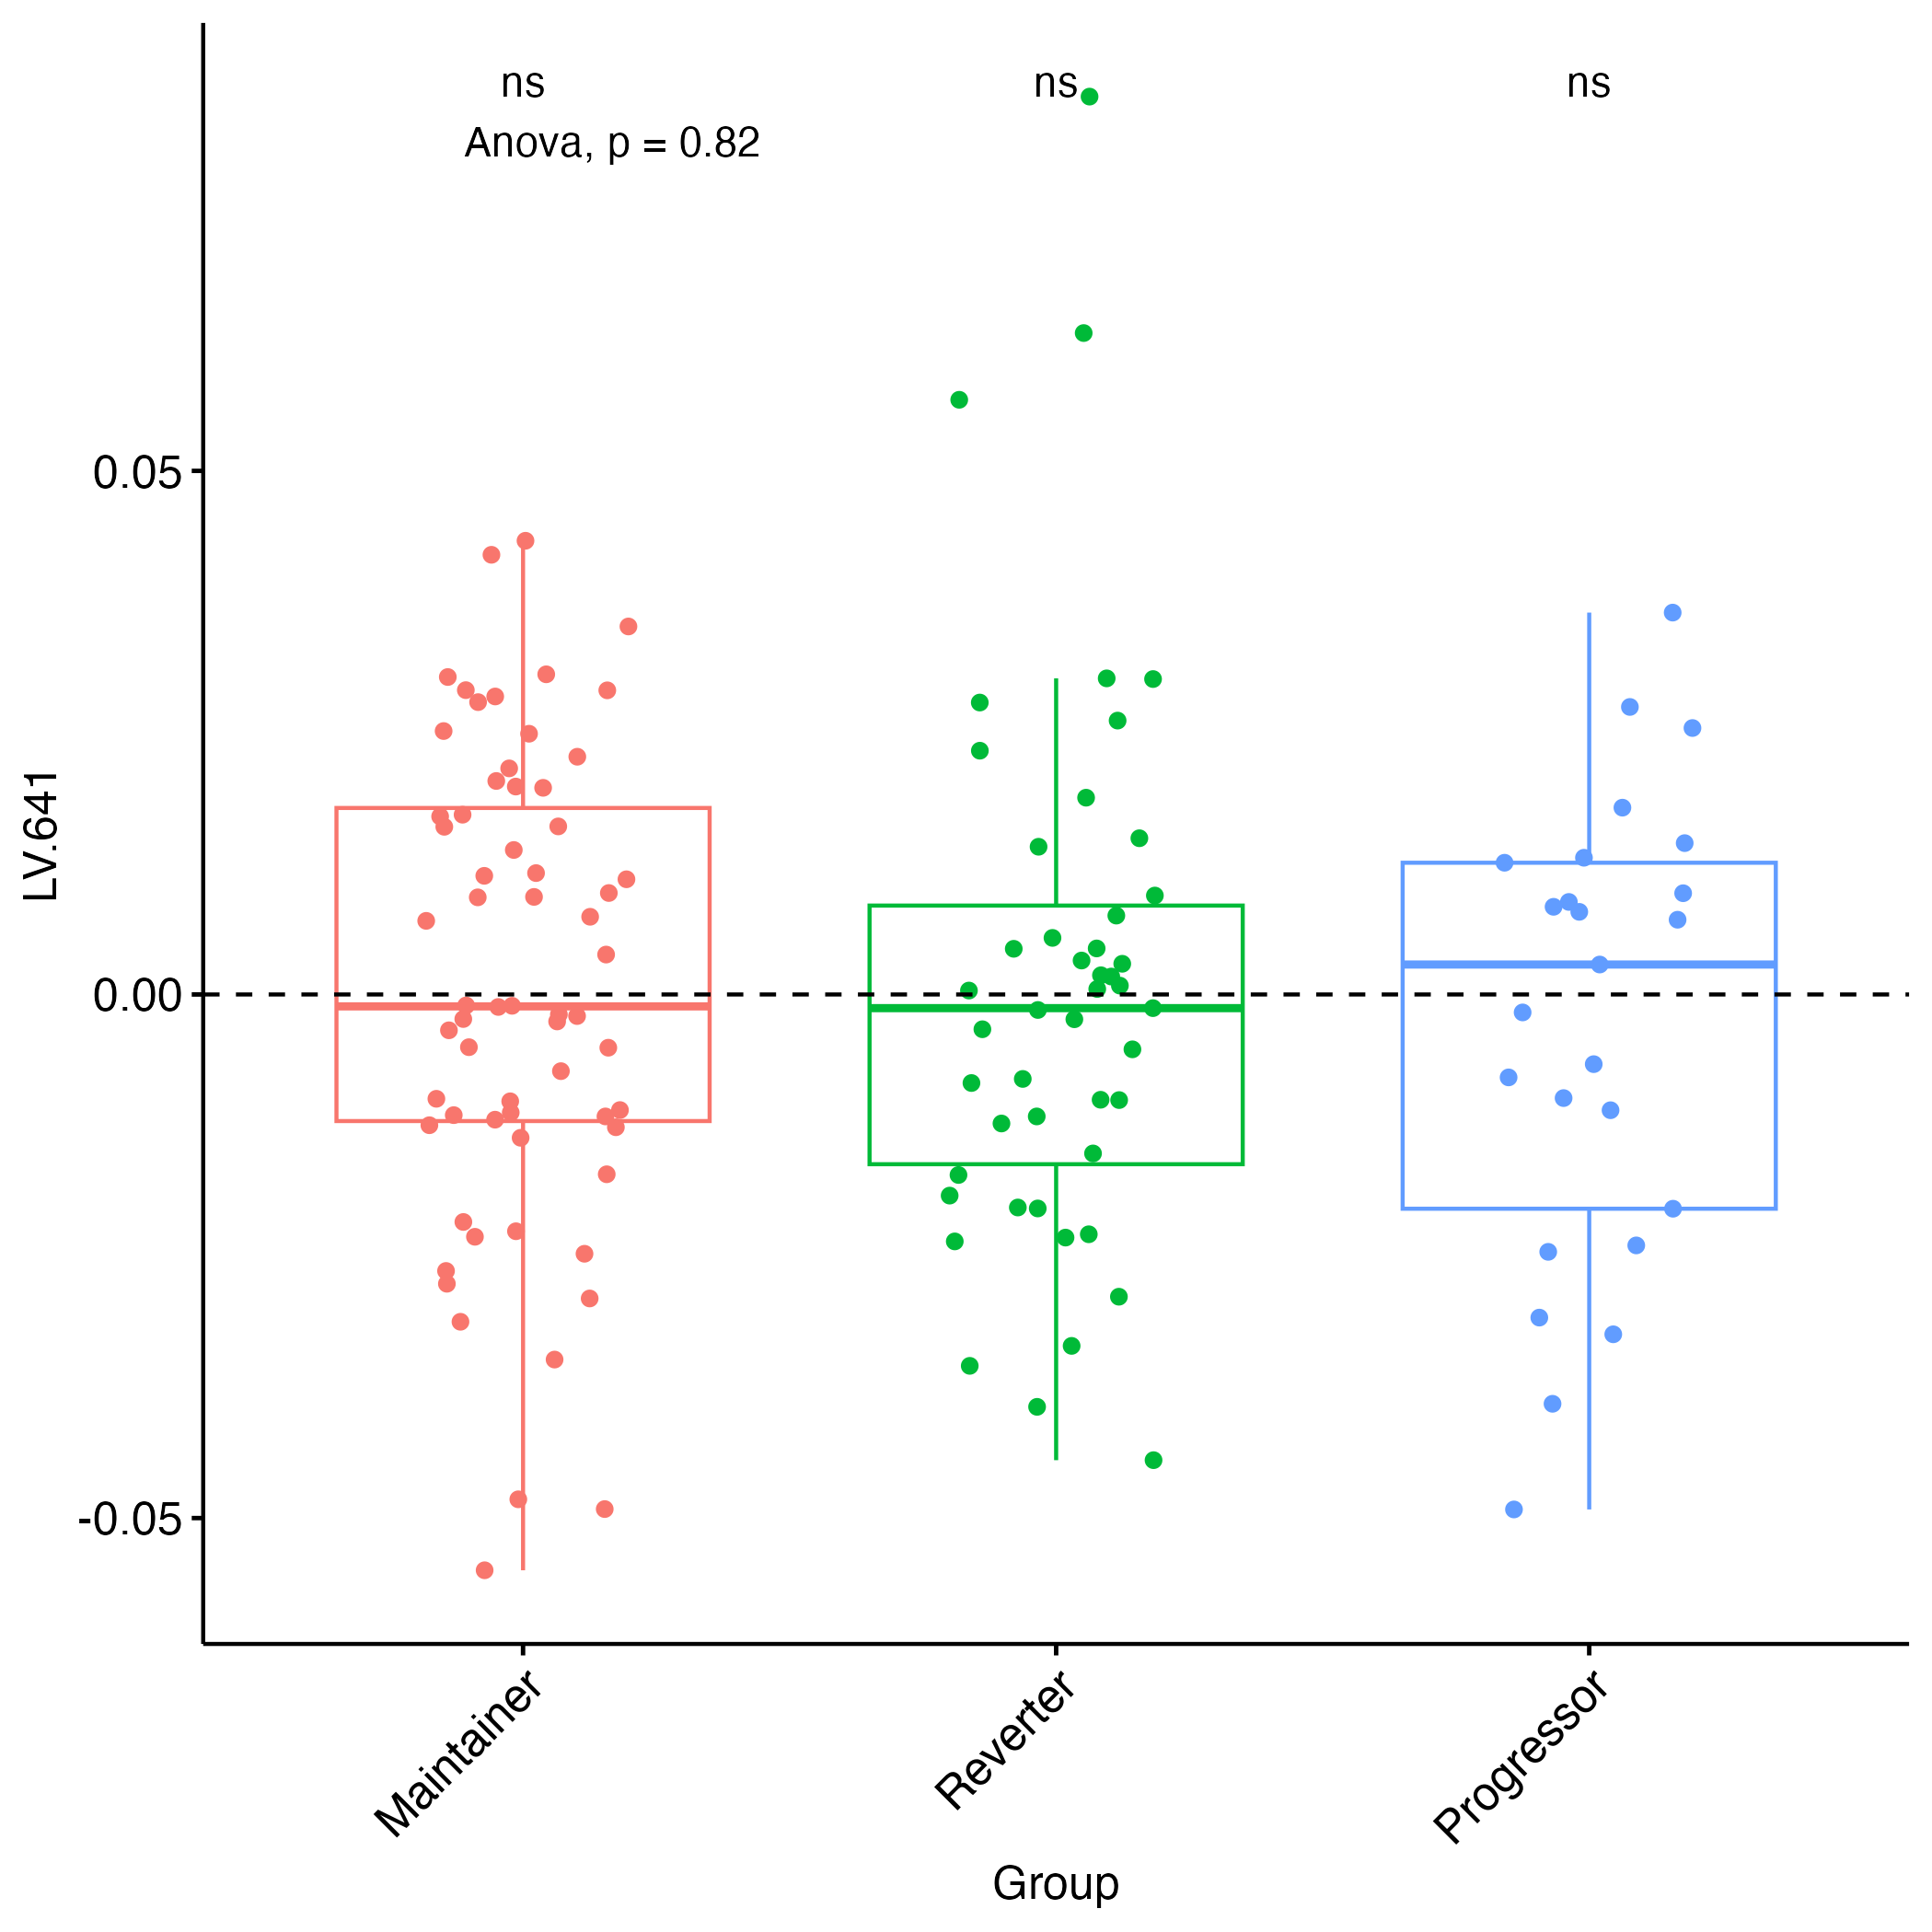 ns ns ns
Anova, p = 0.82
0.05
0.00
-0.05
LV.641
Maintainer Reverter Progressor
Group